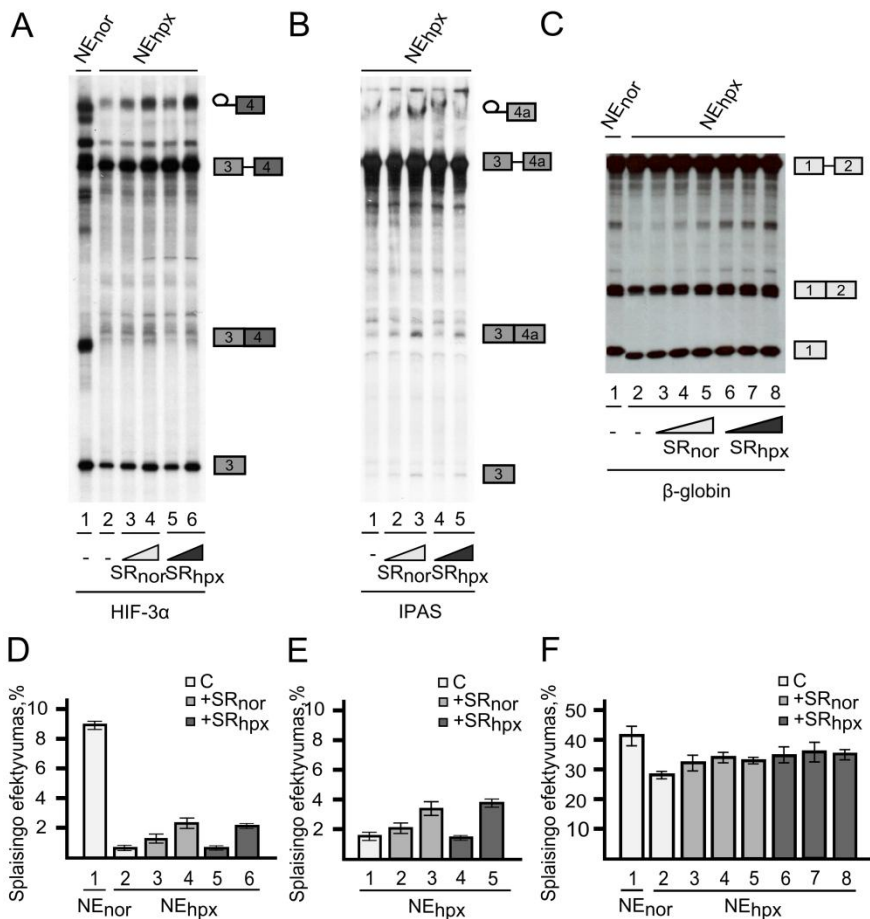 A
NEnor
NEhpx
4
3 4
3 4
3
1 2 3 4 5 6
- - SRnor SRhpx
HIF-3α
B
NEhpx
4a
3 4a
3 4a
3
1 2 3 4 5
- SRnor SRhpx
IPAS
C
NEnor
NEhpx
1 2
1 2
1
1 2 3 4 5 6 7 8
- - SRnor SRhpx
β-globin
D
Splaisingo efektyvumas,%
10
8
6
4
2
C
+SRnor
+SRhpx
1 2 3 4 5 6
NEnor NEhpx
E
Splaisingo efektyvumas,%
10
8
6
4
2
C
+SRnor
+SRhpx
1 2 3 4 5
NEhpx
F
Splaisingo efektyvumas,%
50
40
30
20
10
C
+SRnor
+SRhpx
1 2 3 4 5 6 7 8
NEnor NEhpx